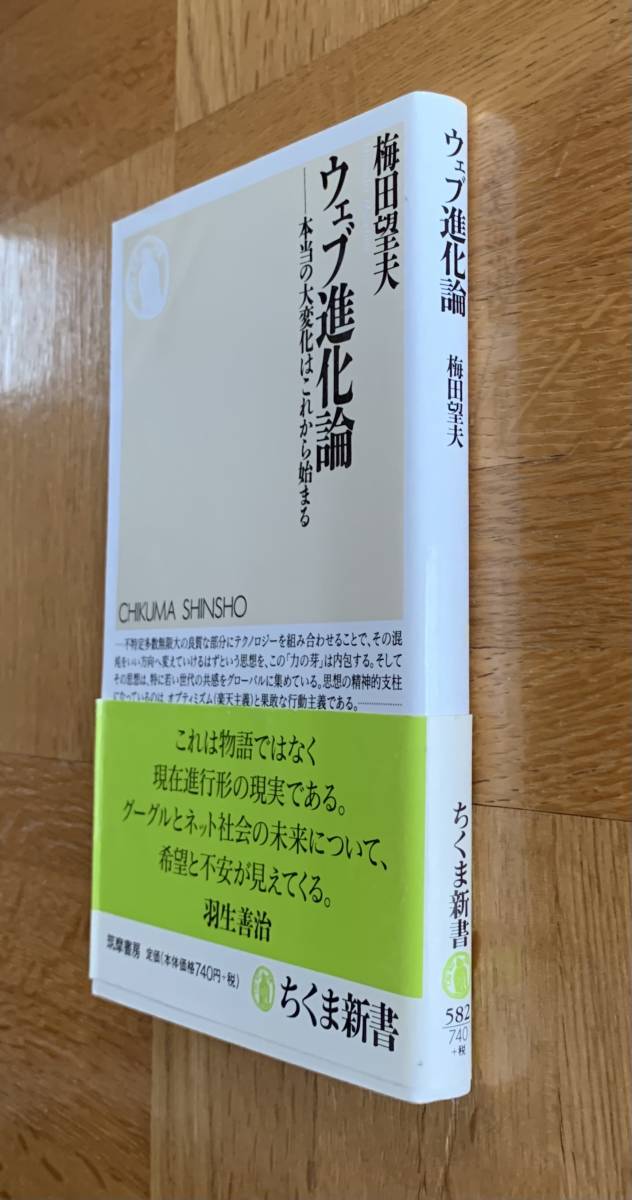 梅田望夫
ウェブ進化論
──本当の大変化はこれから始まる
CHIKUMA SHINSHO
──不特定多数無限大の良質な部分にテクノロジーを組み合わせることで、その混
沌をいい方向へ変えていけるはずという思想を、この「力の芽」は内包する。そして
その思想は、特に若い世代の共感をグローバルに集めている。思想の精神的支柱
になっているのは、オプティミズム(楽天主義)と果敢な行動主義である。…………
これは物語ではなく
現在進行形の現実である。
グーグルとネット社会の未来について、
希望と不安が見えてくる。
羽生善治
筑摩書房 定価(本体価格740円+税)
ちくま新書
ウェブ進化論
梅田望夫
ちくま新書
582
740
+税